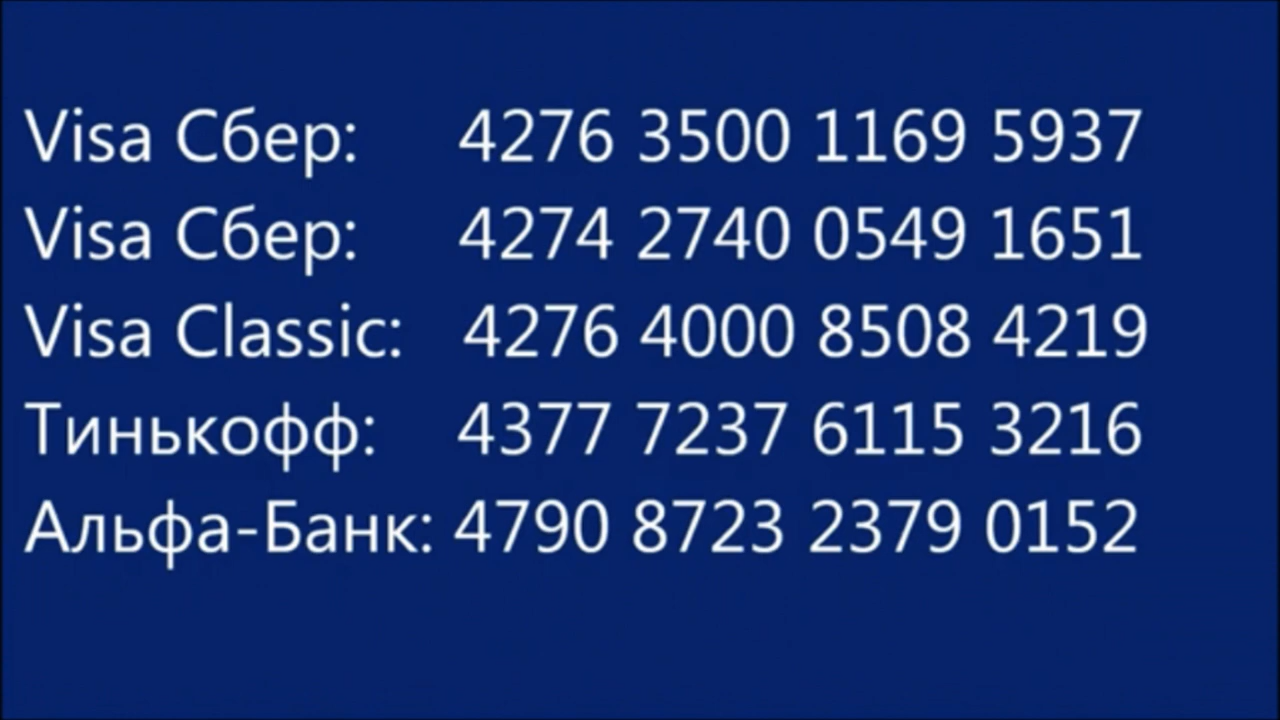 Visa Сбер: 4276 3500 1169 5937
Visa Сбер: 4274 2740 0549 1651
Visa Classic: 4276 4000 8508 4219
Тинькофф: 4377 7237 6115 3216
Альфа-Банк: 4790 8723 2379 0152